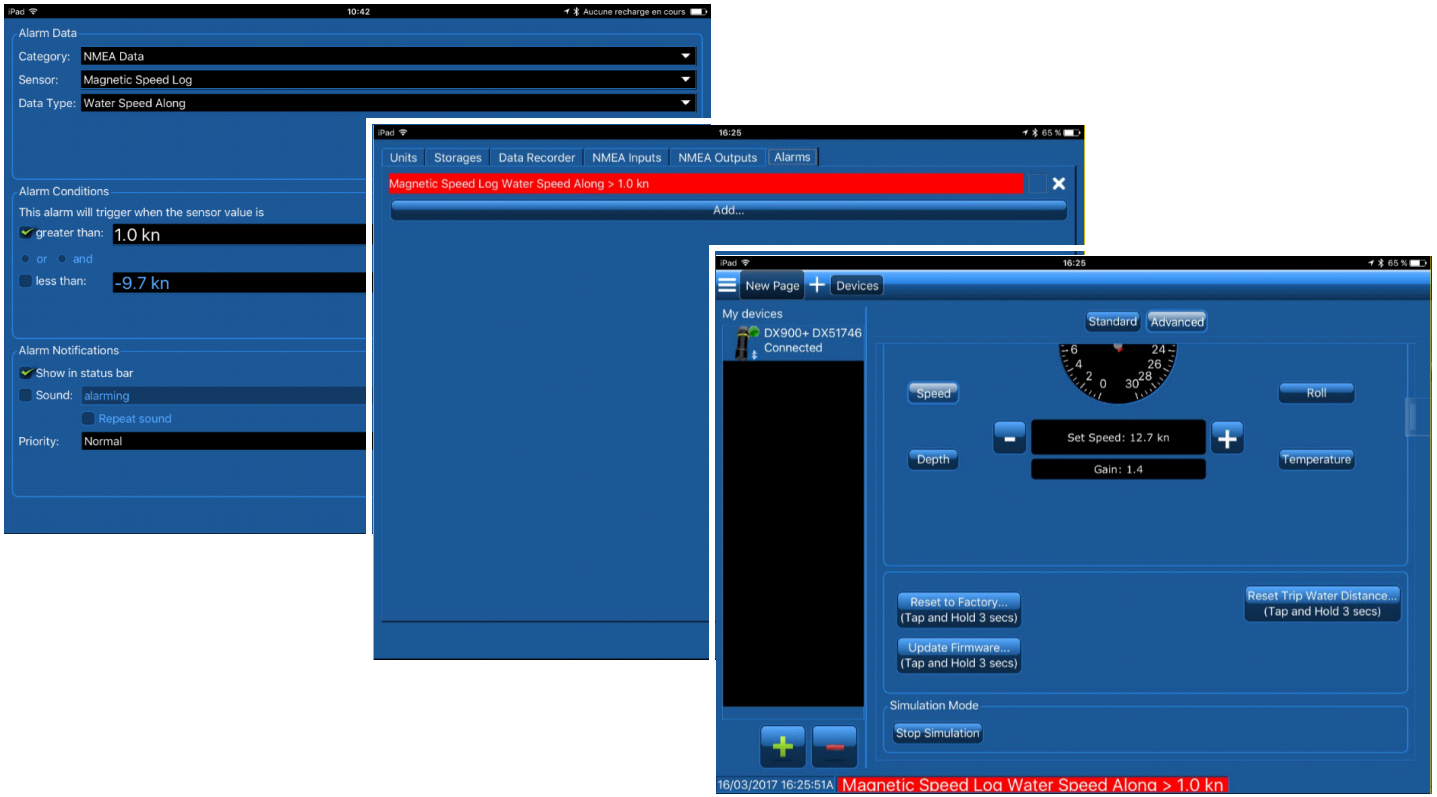 iPad 10:42 Aucune recharge en cours
Alarm Data
Category: NMEA Data
Sensor: Magnetic Speed Log
Data Type: Water Speed Along
Alarm Conditions
This alarm will trigger when the sensor value is
greater than: 1.0 kn
or and
less than: -9.7 kn
Alarm Notifications
Show in status bar
Sound: alarming
Repeat sound
Priority: Normal
iPad 16:25 65 %
Units Storages Data Recorder NMEA Inputs NMEA Outputs Alarms
Magnetic Speed Log Water Speed Along > 1.0 kn
Add...
iPad 16:25 65 %
New Page Devices
My devices
DX900+ DX51746
Connected
Standard Advanced
6 24
4 26
2 0 30 28
Speed Roll
- Set Speed: 12.7 kn +
Depth Temperature
Gain: 1.4
Reset to Factory...
(Tap and Hold 3 secs)
Reset Trip Water Distance...
(Tap and Hold 3 secs)
Update Firmware...
(Tap and Hold 3 secs)
Simulation Mode
Stop Simulation
16/03/2017 16:25:51A Magnetic Speed Log Water Speed Along > 1.0 kn